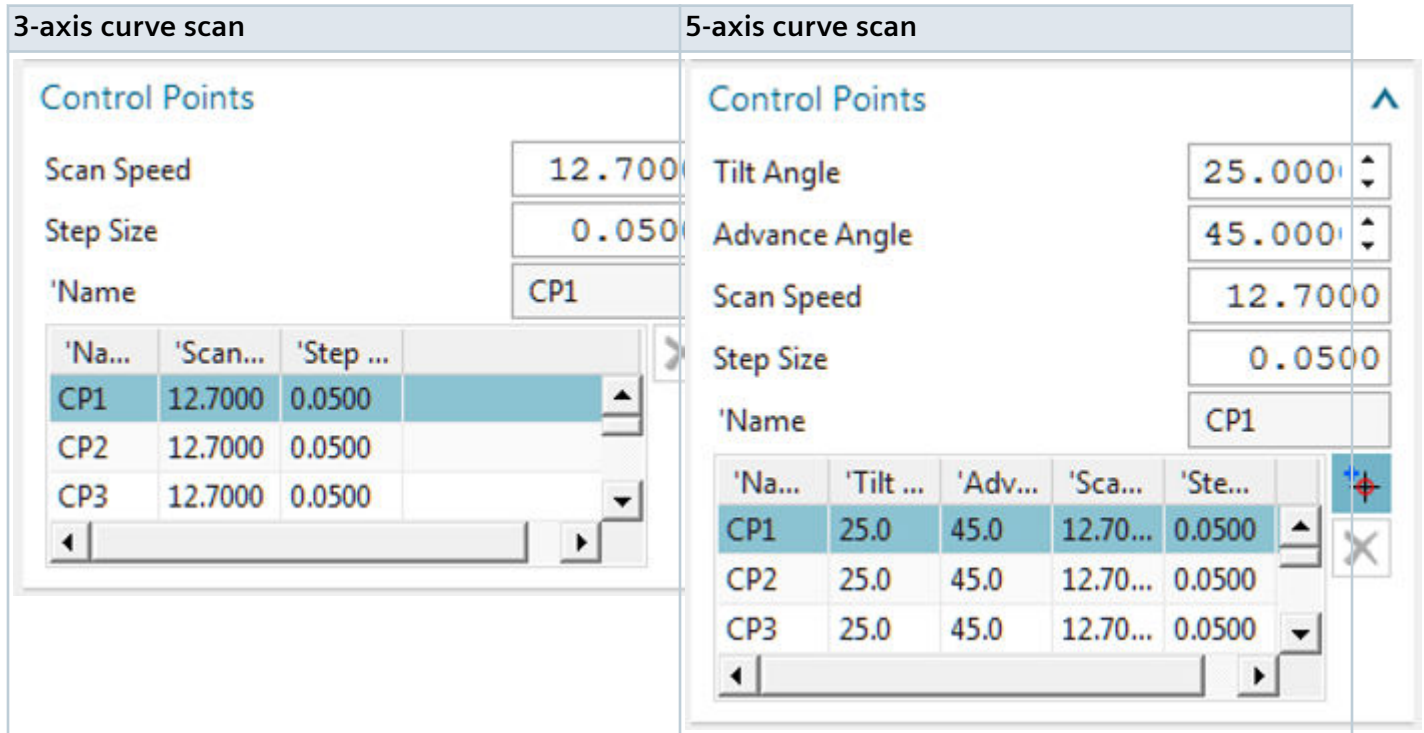 3-axis curve scan
5-axis curve scan
Control Points
Scan Speed 12.700
Step Size 0.050
'Name CP1
'Na... 'Scan... 'Step ...
CP1 12.7000 0.0500
CP2 12.7000 0.0500
CP3 12.7000 0.0500
Control Points
Tilt Angle 25.000
Advance Angle 45.000
Scan Speed 12.7000
Step Size 0.0500
'Name CP1
'Na... 'Tilt ... 'Adv... 'Sca... 'Ste...
CP1 25.0 45.0 12.70... 0.0500
CP2 25.0 45.0 12.70... 0.0500
CP3 25.0 45.0 12.70... 0.0500